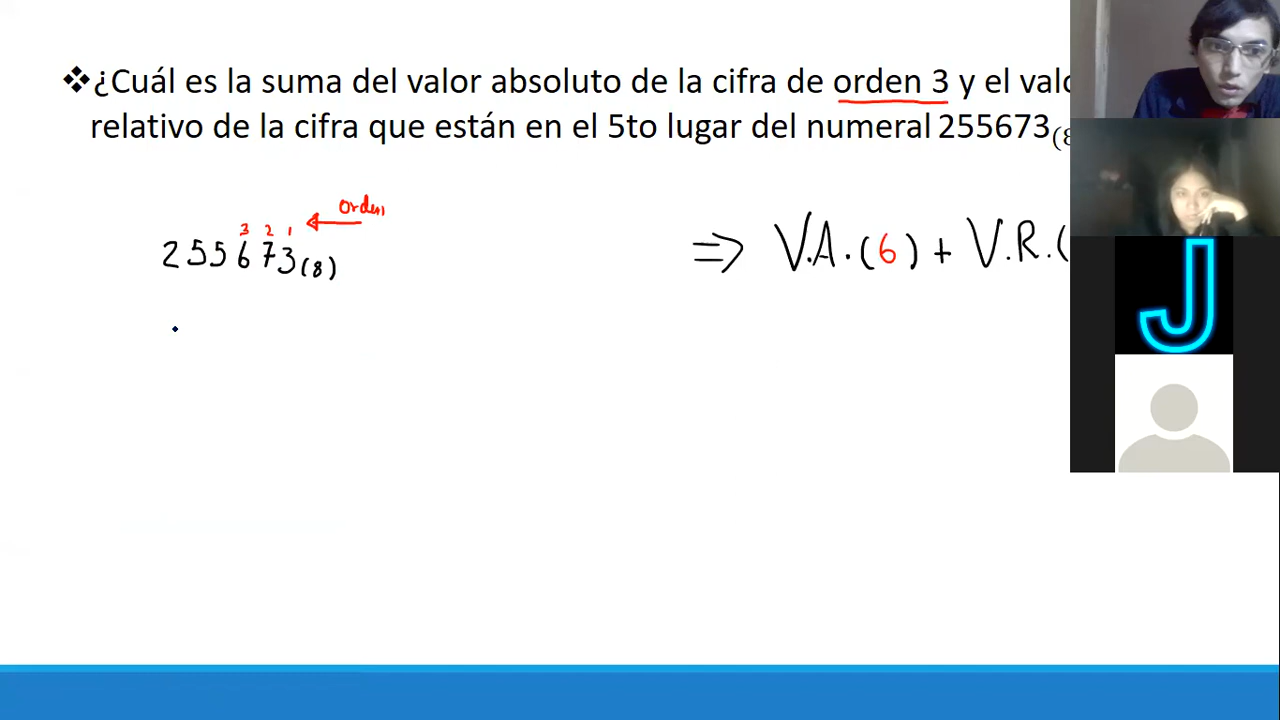 ❖¿Cuál es la suma del valor absoluto de la cifra de orden 3 y el valo
relativo de la cifra que están en el 5to lugar del numeral 255673(8
orden
3 2 1
255673(8)
⇒ V.A.(6) + V.R.(
J